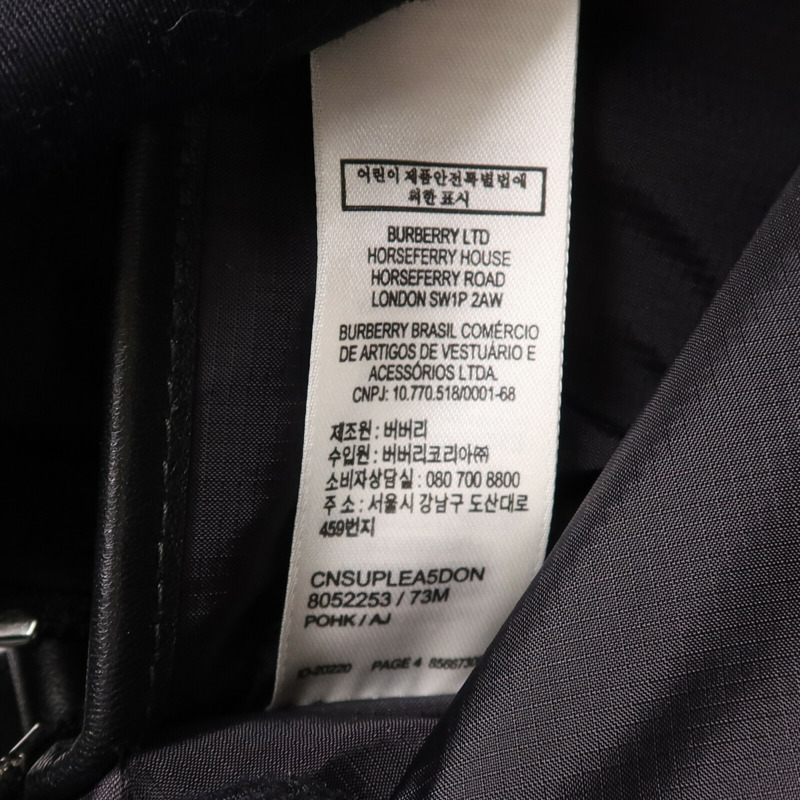 어린이제품안전특별법에
의한 표시
BURBERRY LTD
HORSEFERRY HOUSE
HORSEFERRY ROAD
LONDON SW1P 2AW
BURBERRY BRASIL COMÉRCIO
DE ARTIGOS DE VESTUÁRIO E
ACESSÓRIOS LTDA.
CNPJ: 10.770.518/0001-68
제조원 : 버버리
수입원 : 버버리코리아㈜
소비자상담실 : 080 700 8800
주 소 : 서울시 강남구 도산대로
459번지
CNSUPLEA5DON
8052253 / 73M
POHK / AJ
PAGE 4